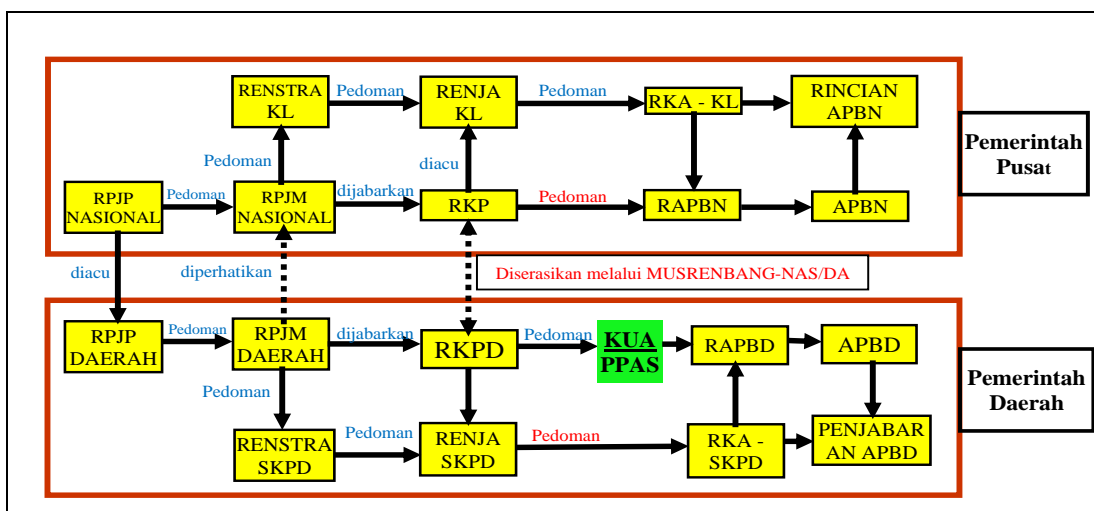 RENSTRA
KL
Pedoman
RENJA
KL
Pedoman
RKA - KL
RINCIAN
APBN
Pemerintah
Pusat
Pedoman
diacu
RPJP
NASIONAL
Pedoman
RPJM
NASIONAL
dijabarkan
RKP
Pedoman
RAPBN
APBN
diacu
diperhatikan
Diserasikan melalui MUSRENBANG-NAS/DA
RPJP
DAERAH
Pedoman
RPJM
DAERAH
dijabarkan
RKPD
Pedoman
KUA
PPAS
RAPBD
APBD
Pemerintah
Daerah
Pedoman
RENSTRA
SKPD
Pedoman
RENJA
SKPD
Pedoman
RKA -
SKPD
PENJABAR
AN APBD